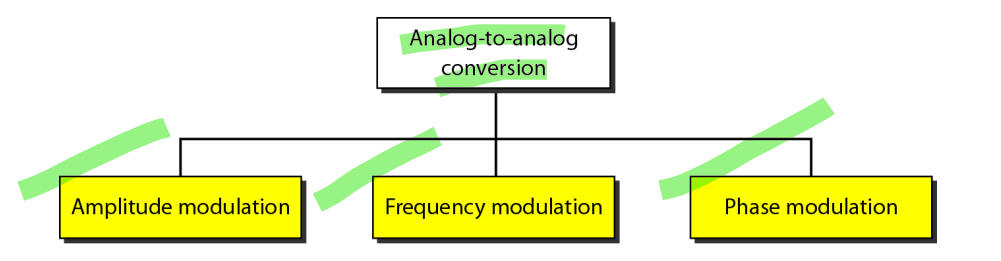 Analog-to-analog
conversion
Amplitude modulation
Frequency modulation
Phase modulation